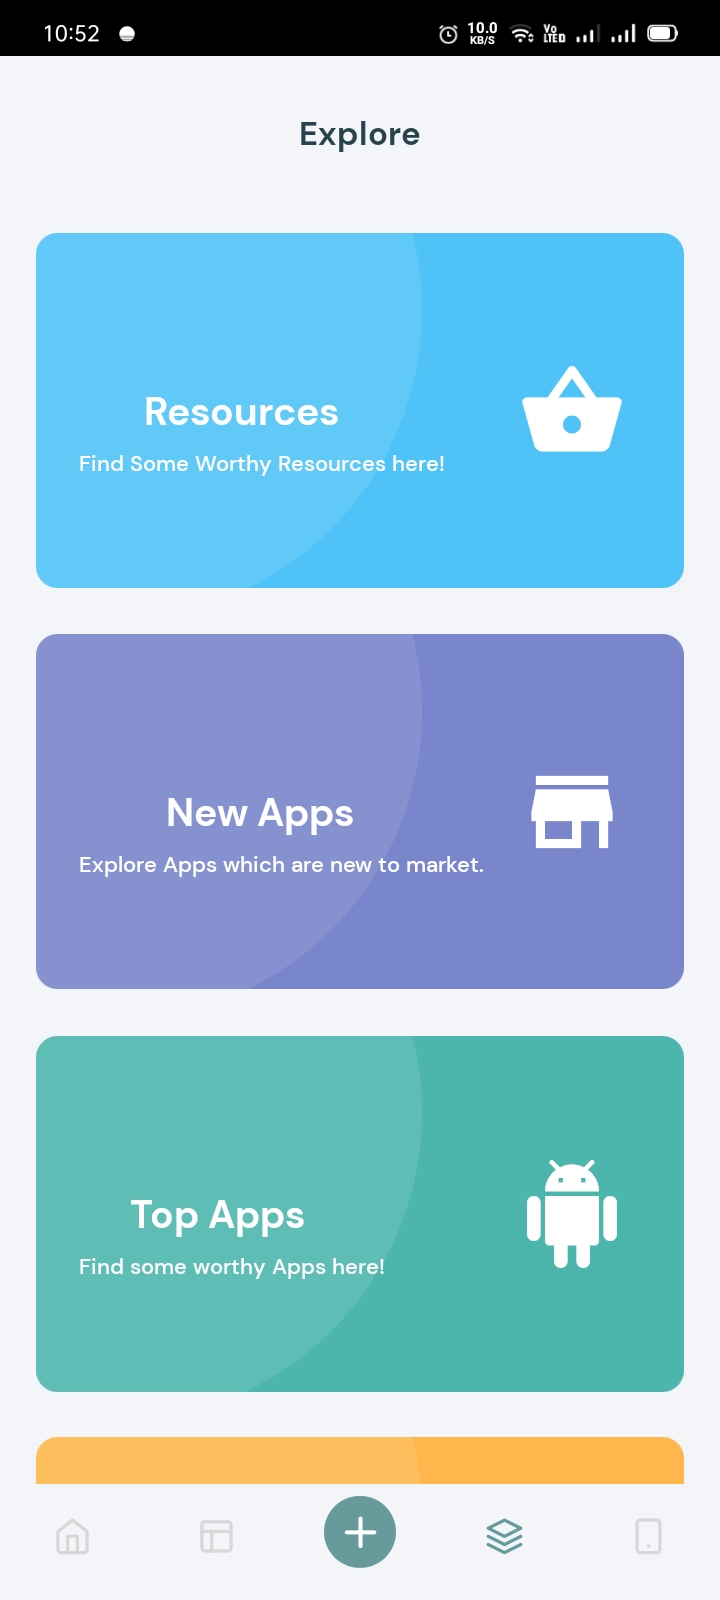 10:52
10.0
KB/S
Vo
LTE
Explore
Resources
Find Some Worthy Resources here!
New Apps
Explore Apps which are new to market.
Top Apps
Find some worthy Apps here!